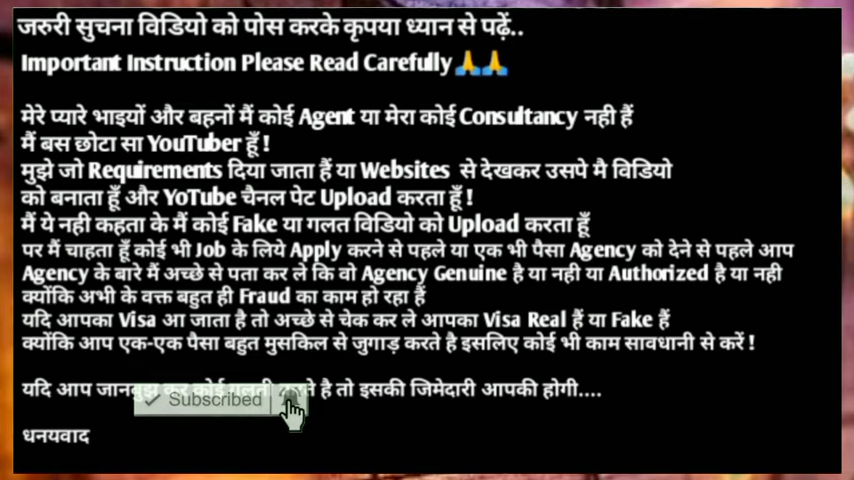 जरुरी सुचना विडियो को पोस करके कृपया ध्यान से पढ़ें..
Important Instruction Please Read Carefully🙏🙏
मेरे प्यारे भाइयों और बहनों मैं कोई Agent या मेरा कोई Consultancy नही हैं
मैं बस छोटा सा YouTuber हूँ !
मुझे जो Requirements दिया जाता हैं या Websites से देखकर उसपे मै विडियो
को बनाता हूँ और YoTube चैनल पेट Upload करता हूँ !
मैं ये नही कहता के मैं कोई Fake या गलत विडियो को Upload करता हूँ
पर मैं चाहता हूँ कोई भी Job के लिये Apply करने से पहले या एक भी पैसा Agency को देने से पहले आप
Agency के बारे मैं अच्छे से पता कर ले कि वो Agency Genuine है या नही या Authorized है या नही
क्योंकि अभी के वक्त बहुत ही Fraud का काम हो रहा हैं
यदि आपका Visa आ जाता है तो अच्छे से चेक कर ले आपका Visa Real हैं या Fake हैं
क्योंकि आप एक-एक पैसा बहुत मुसकिल से जुगाड़ करते है इसलिए कोई भी काम सावधानी से करें !
यदि आप जानबुझ कर कोई गलती करते है तो इसकी जिमेदारी आपकी होगी....
Subscribed
धनयवाद